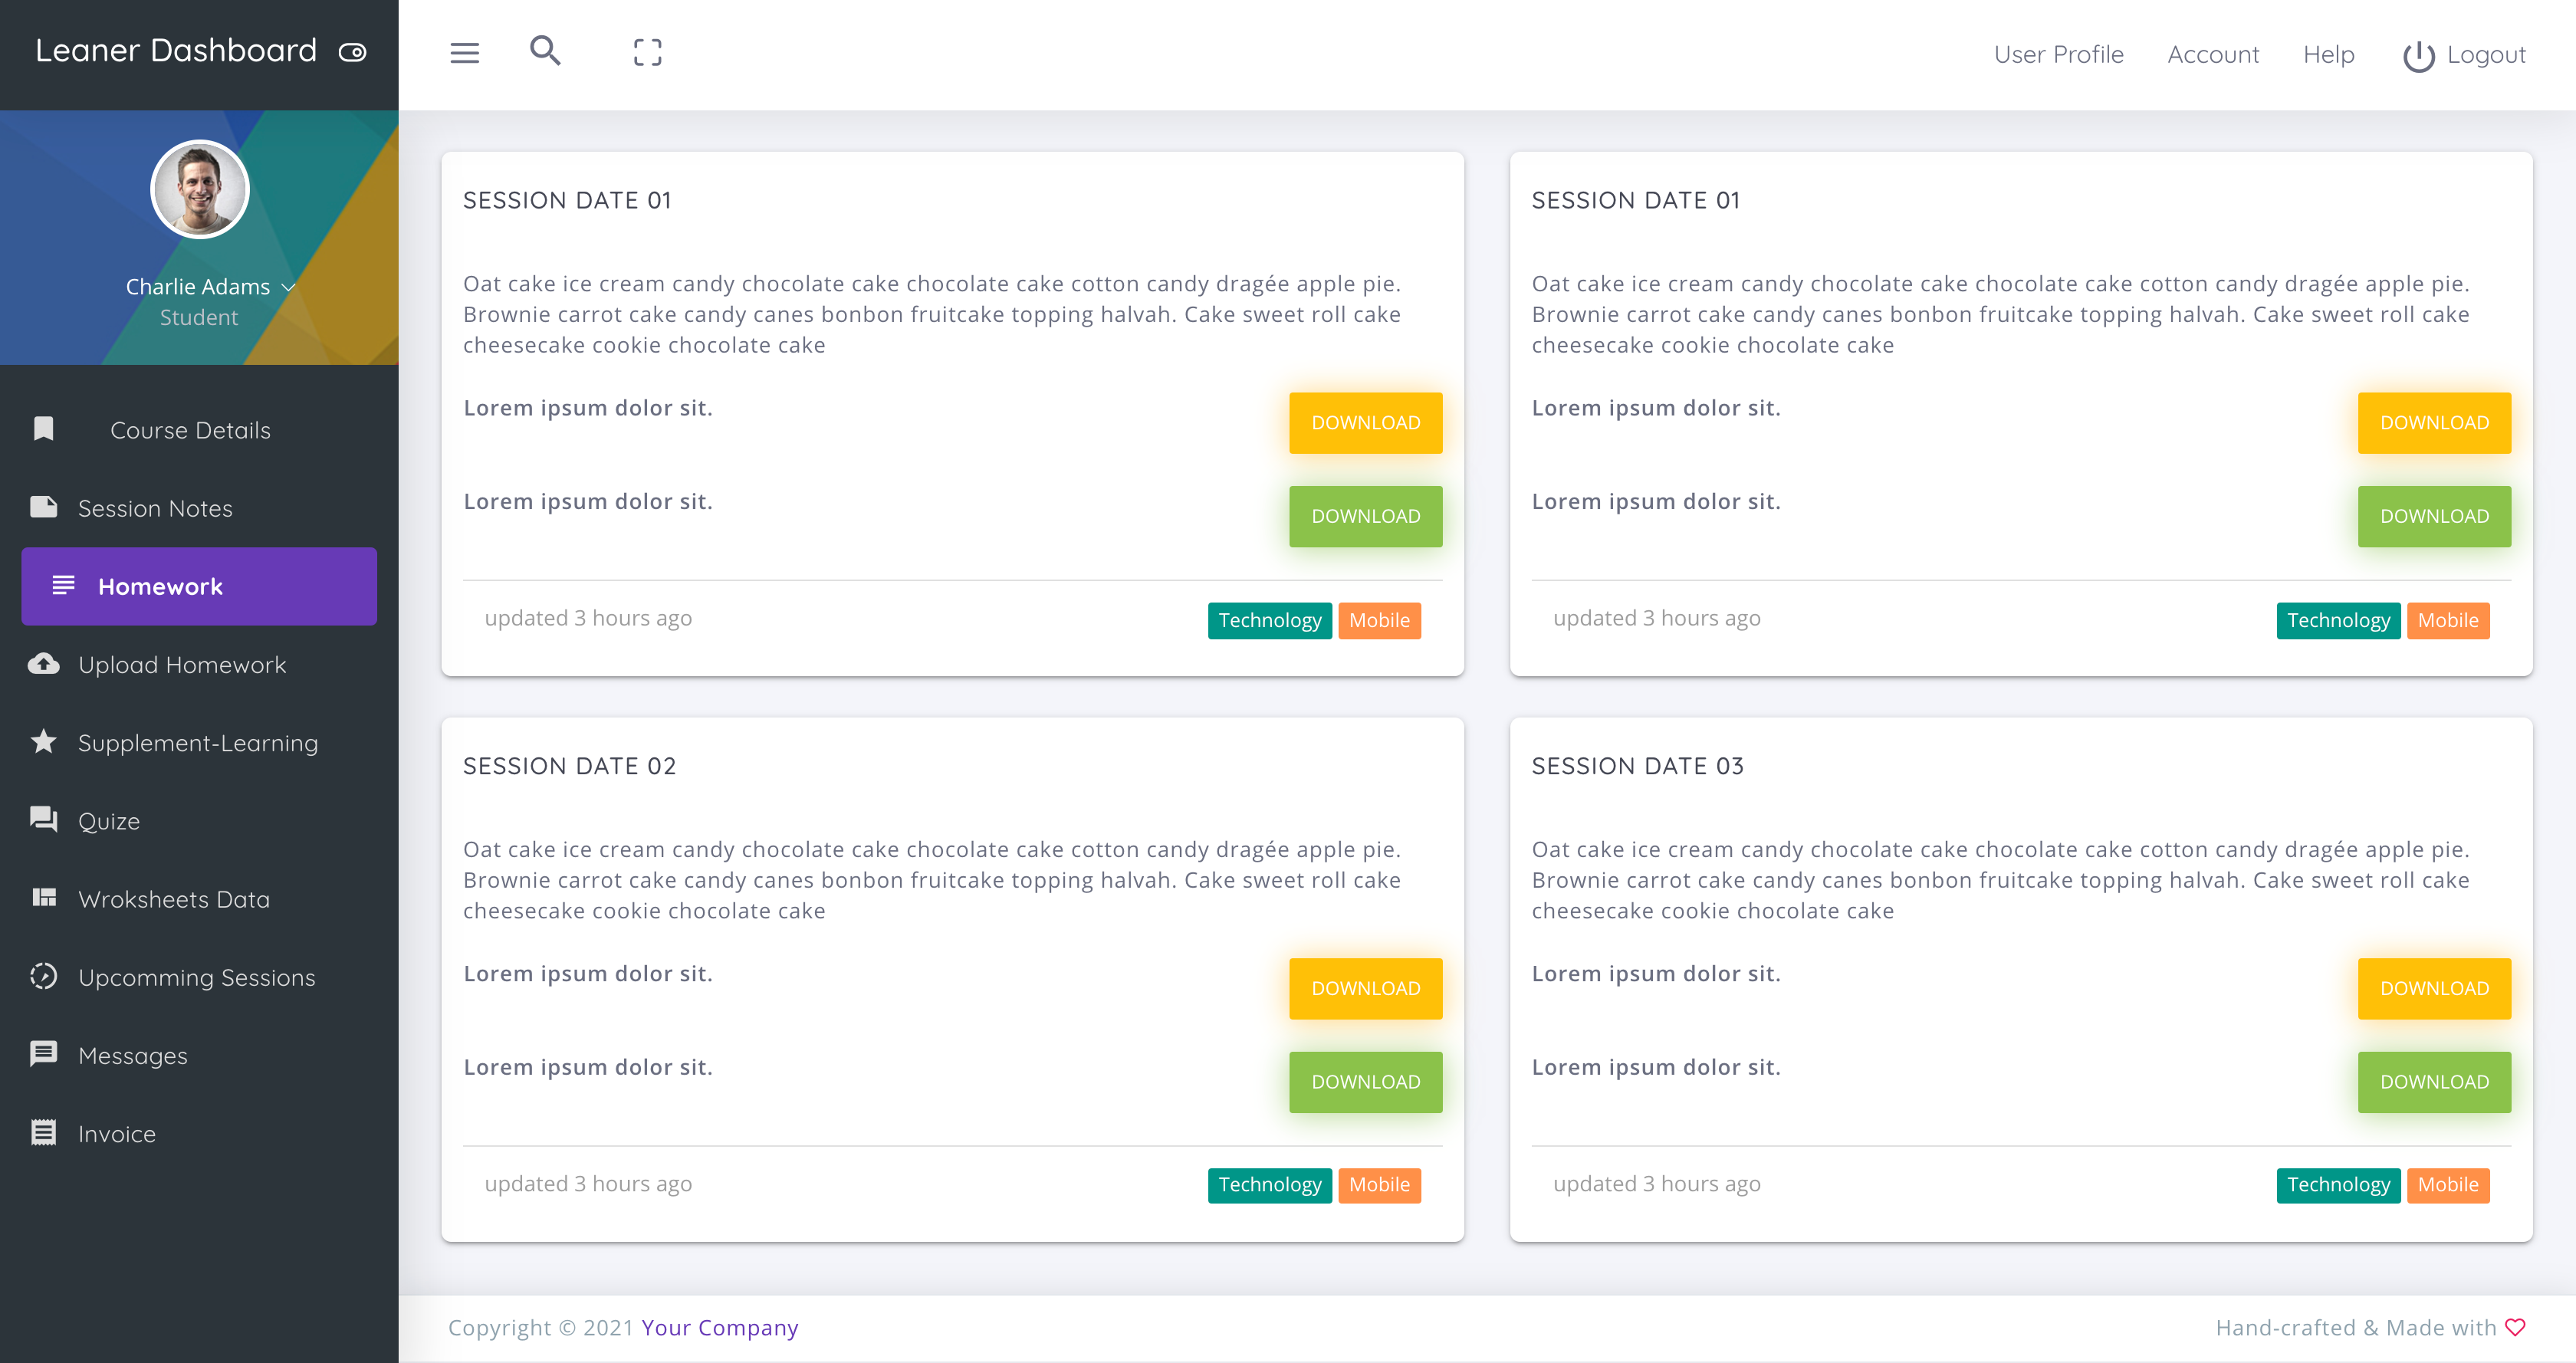 Leaner Dashboard
User Profile Account Help Logout
Charlie Adams
Student
Course Details
Session Notes
Homework
Upload Homework
Supplement-Learning
Quize
Wroksheets Data
Upcomming Sessions
Messages
Invoice
SESSION DATE 01
Oat cake ice cream candy chocolate cake chocolate cake cotton candy dragée apple pie.
Brownie carrot cake candy canes bonbon fruitcake topping halvah. Cake sweet roll cake
cheesecake cookie chocolate cake
Lorem ipsum dolor sit. DOWNLOAD
Lorem ipsum dolor sit. DOWNLOAD
updated 3 hours ago Technology Mobile
SESSION DATE 01
Oat cake ice cream candy chocolate cake chocolate cake cotton candy dragée apple pie.
Brownie carrot cake candy canes bonbon fruitcake topping halvah. Cake sweet roll cake
cheesecake cookie chocolate cake
Lorem ipsum dolor sit. DOWNLOAD
Lorem ipsum dolor sit. DOWNLOAD
updated 3 hours ago Technology Mobile
SESSION DATE 02
Oat cake ice cream candy chocolate cake chocolate cake cotton candy dragée apple pie.
Brownie carrot cake candy canes bonbon fruitcake topping halvah. Cake sweet roll cake
cheesecake cookie chocolate cake
Lorem ipsum dolor sit. DOWNLOAD
Lorem ipsum dolor sit. DOWNLOAD
updated 3 hours ago Technology Mobile
SESSION DATE 03
Oat cake ice cream candy chocolate cake chocolate cake cotton candy dragée apple pie.
Brownie carrot cake candy canes bonbon fruitcake topping halvah. Cake sweet roll cake
cheesecake cookie chocolate cake
Lorem ipsum dolor sit. DOWNLOAD
Lorem ipsum dolor sit. DOWNLOAD
updated 3 hours ago Technology Mobile
Copyright © 2021 Your Company
Hand-crafted & Made with